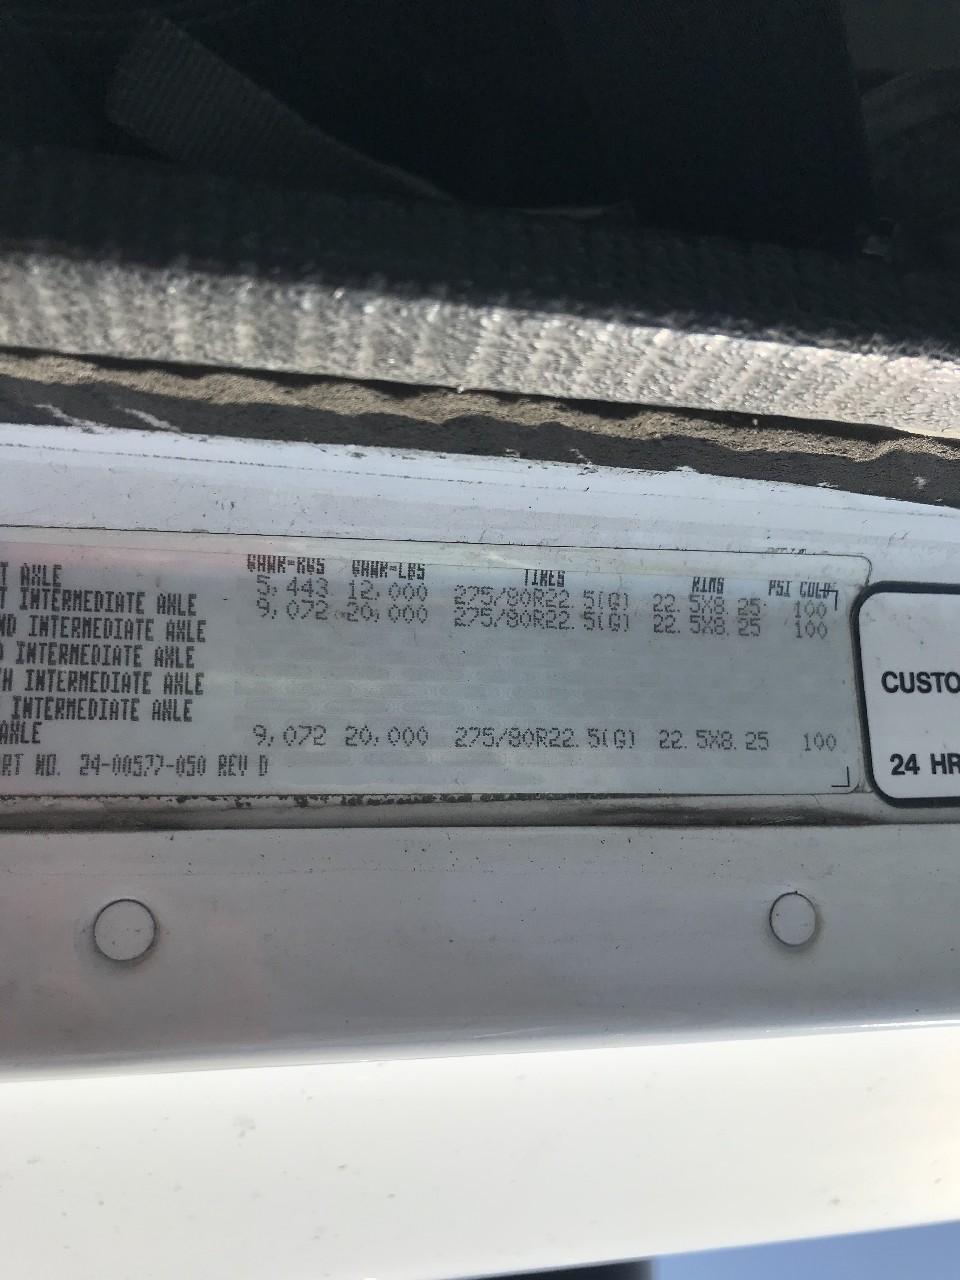 GAWR-KGS GAWR-LBS TIRES RIMS PSI COLD
T AXLE 5,443 12,000 275/80R22.5(G) 22.5X8.25 100
T INTERMEDIATE AXLE 9,072 20,000 275/80R22.5(G) 22.5X8.25 100
ND INTERMEDIATE AXLE
D INTERMEDIATE AXLE
H INTERMEDIATE AXLE
INTERMEDIATE AXLE
AXLE 9,072 20,000 275/80R22.5(G) 22.5X8.25 100
RT NO. 24-00577-050 REV D
CUSTO
24 HR